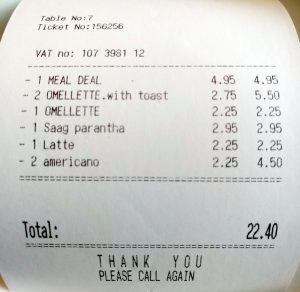 Table No:7
Ticket No:156256
VAT no: 107 3981 12
- 1 MEAL DEAL 4.95 4.95
- 2 OMELLETTE.with toast 2.75 5.50
- 1 OMELLETTE 2.25 2.25
- 1 Saag parantha 2.95 2.95
- 1 Latte 2.25 2.25
- 2 americano 2.25 4.50
Total: 22.40
THANK YOU
PLEASE CALL AGAIN